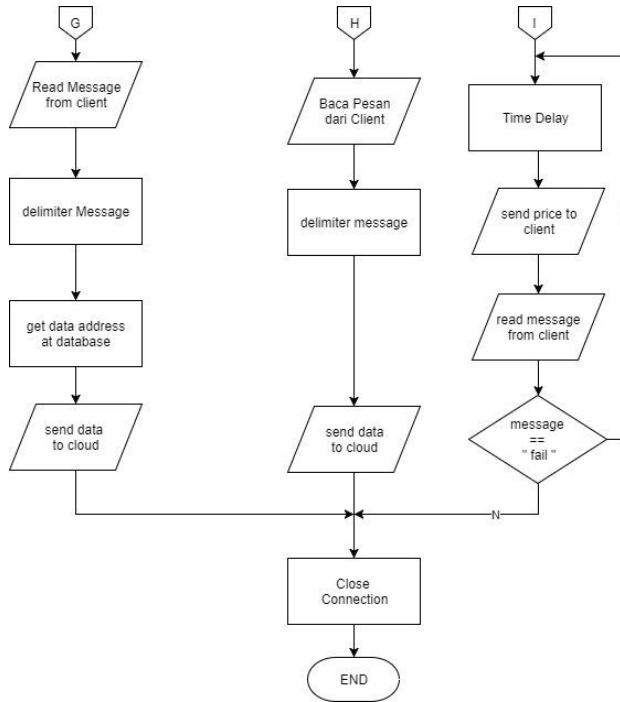 G
H
I
Read Message
from client
Baca Pesan
dari Client
Time Delay
delimiter Message
delimiter message
send price to
client
get data address
at database
read message
from client
send data
to cloud
send data
to cloud
message
==
" fail "
N
Close
Connection
END